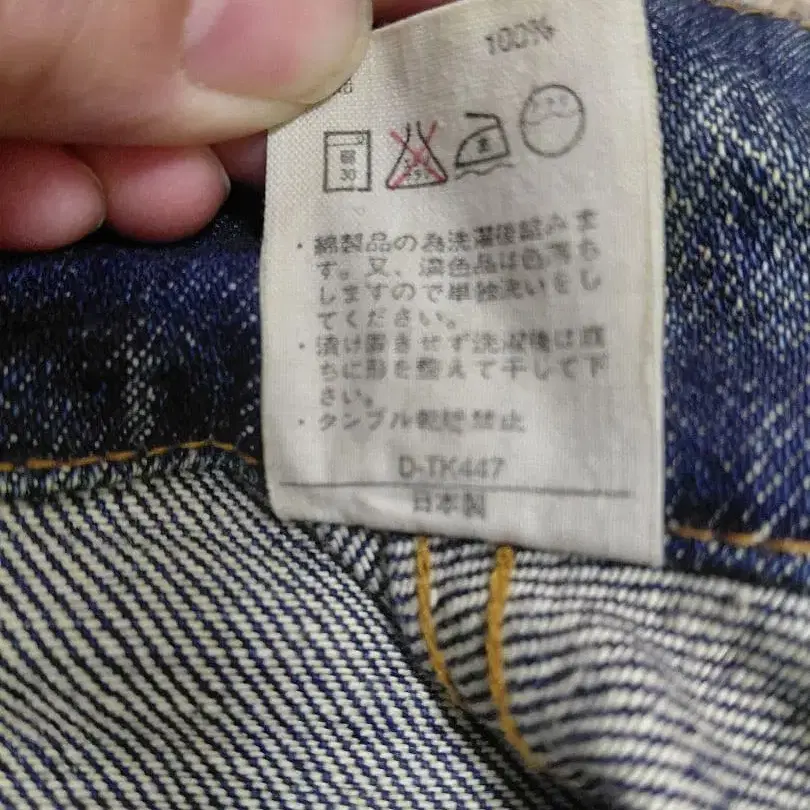 100%
30
・綿製品の為洗濯後縮みま
す。又、濃色品は色落ち
しますので単独洗いをし
てください。
・漬け置きせず洗濯後は直
ちに形を整えて干して下
さい。
・タンブル乾燥禁止
D-TK447
日本製